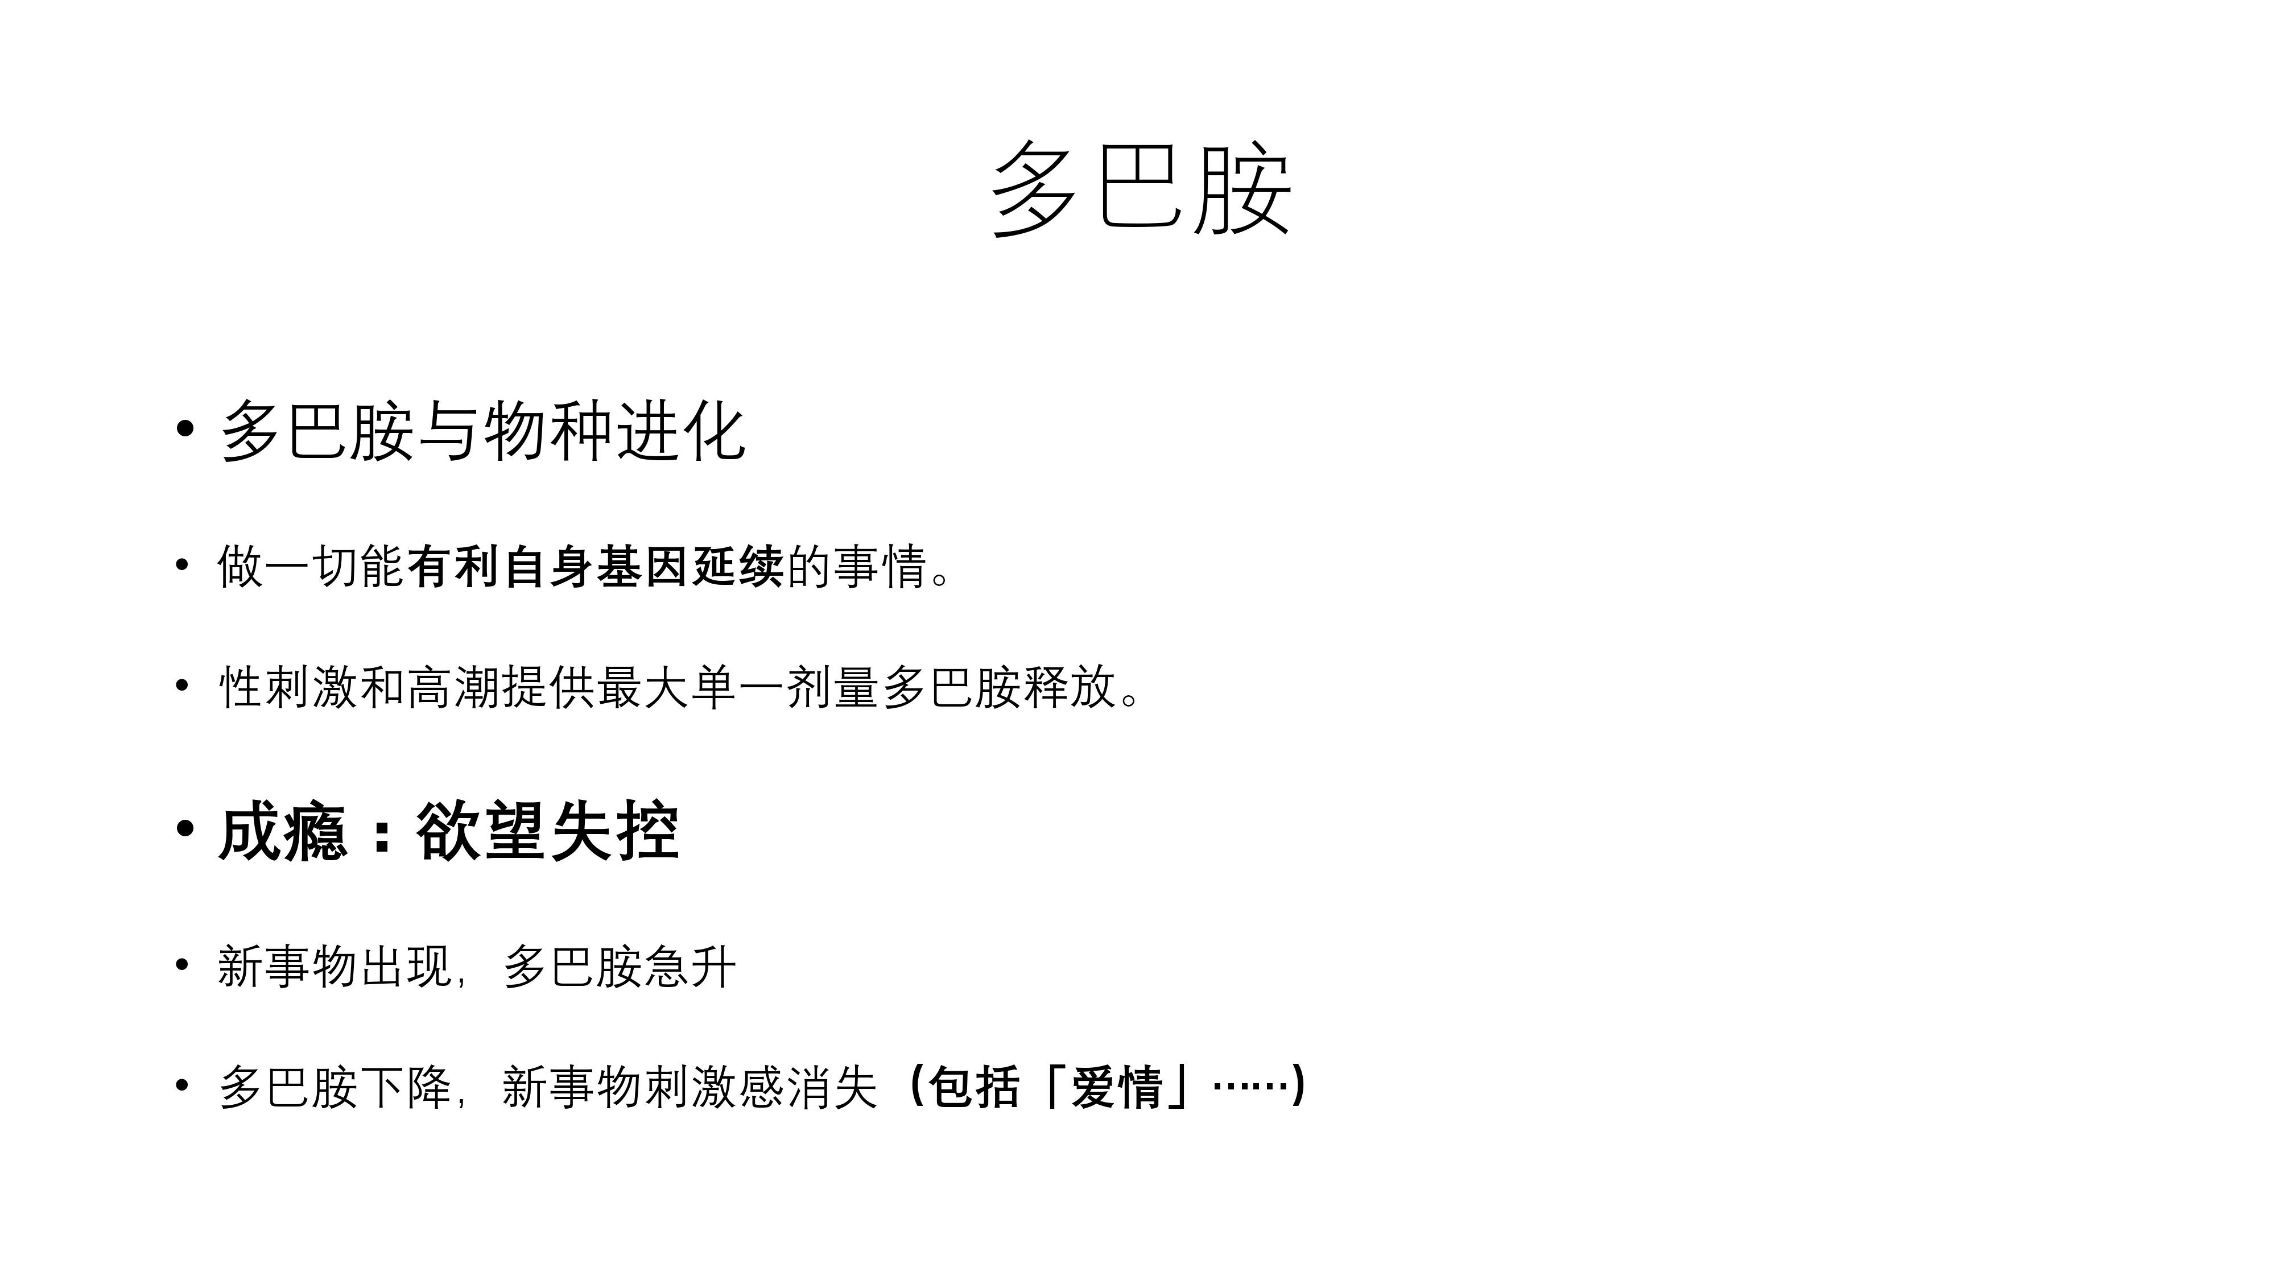 多巴胺
• 多巴胺与物种进化
• 做一切能有利自身基因延续的事情。
• 性刺激和高潮提供最大单一剂量多巴胺释放。
• 成瘾：欲望失控
• 新事物出现，多巴胺急升
• 多巴胺下降，新事物刺激感消失（包括「爱情」……）